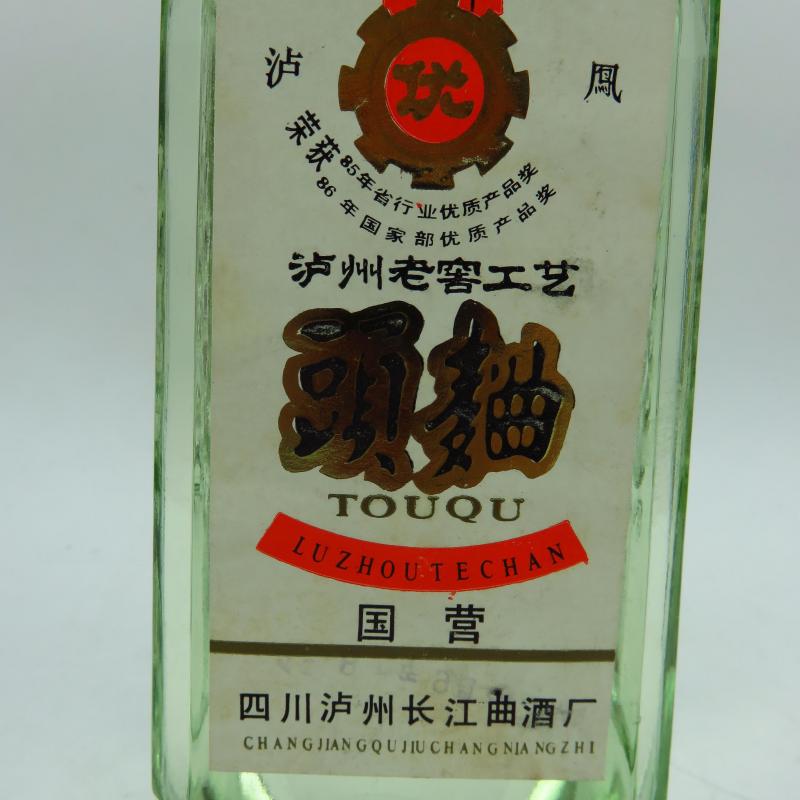 优
泸 鳳
荣获
85年省行业优质产品奖
86年国家部优质产品奖
泸州老窖工艺
頭麯
TOUQU
LUZHOUTECHAN
国营
四川泸州长江曲酒厂
CHANGJIANGQUJIUCHANGNIANGZHI